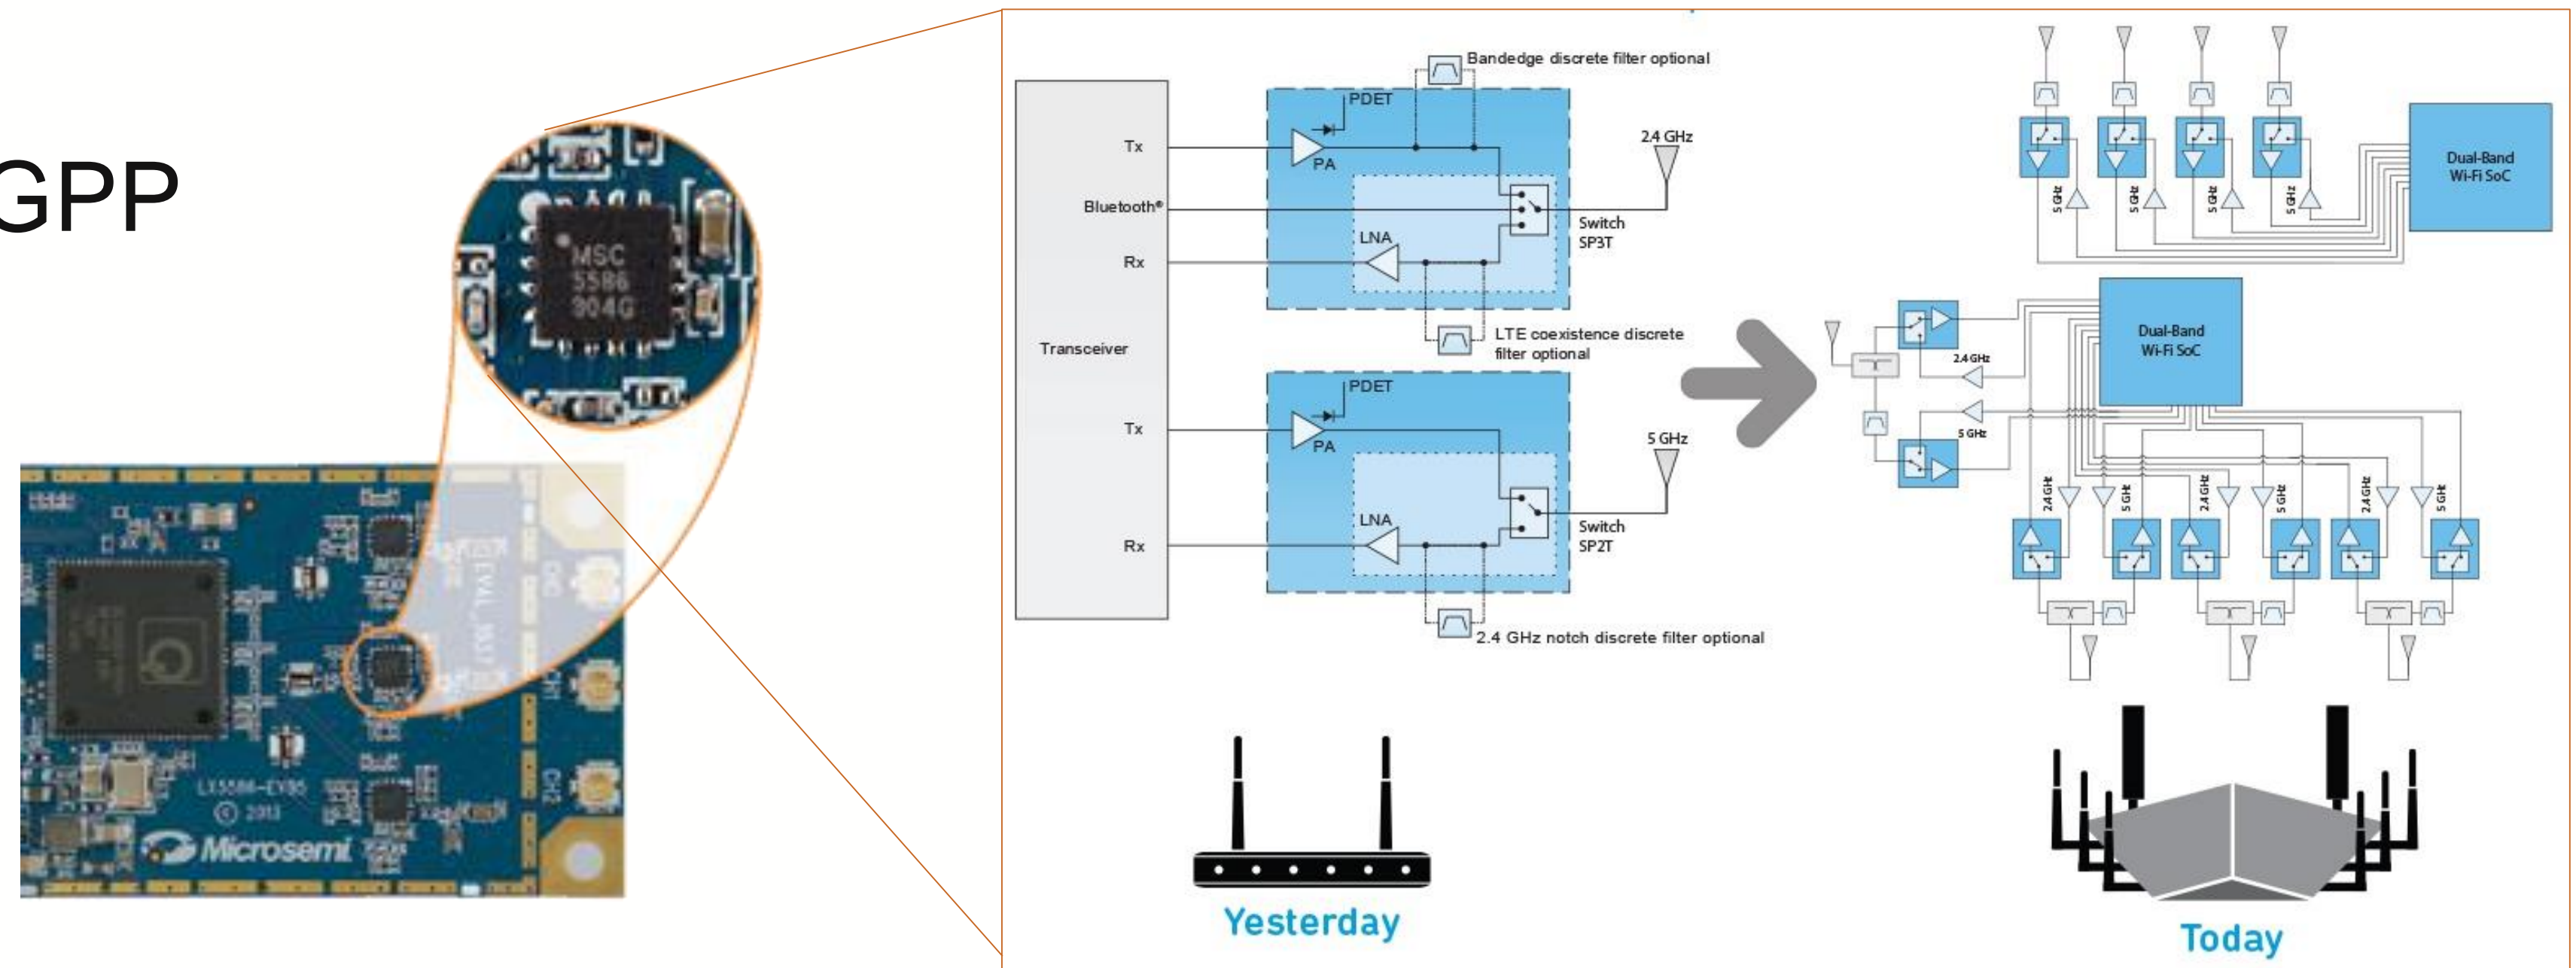 GPP
MSC
5586
904G
LX5586-EVB5
© 2013
Microsemi
CH1
CH2
Bandedge discrete filter optional
PDET
Tx
PA
2.4 GHz
Bluetooth®
Switch
SP3T
LNA
Rx
LTE coexistence discrete
filter optional
Transceiver
PDET
Tx
PA
5 GHz
LNA
Switch
SP2T
Rx
2.4 GHz notch discrete filter optional
Yesterday
Dual-Band
Wi-Fi SoC
5 GHz
5 GHz
5 GHz
5 GHz
Dual-Band
Wi-Fi SoC
2.4 GHz
5 GHz
2.4 GHz
5 GHz
2.4 GHz
5 GHz
2.4 GHz
5 GHz
Today